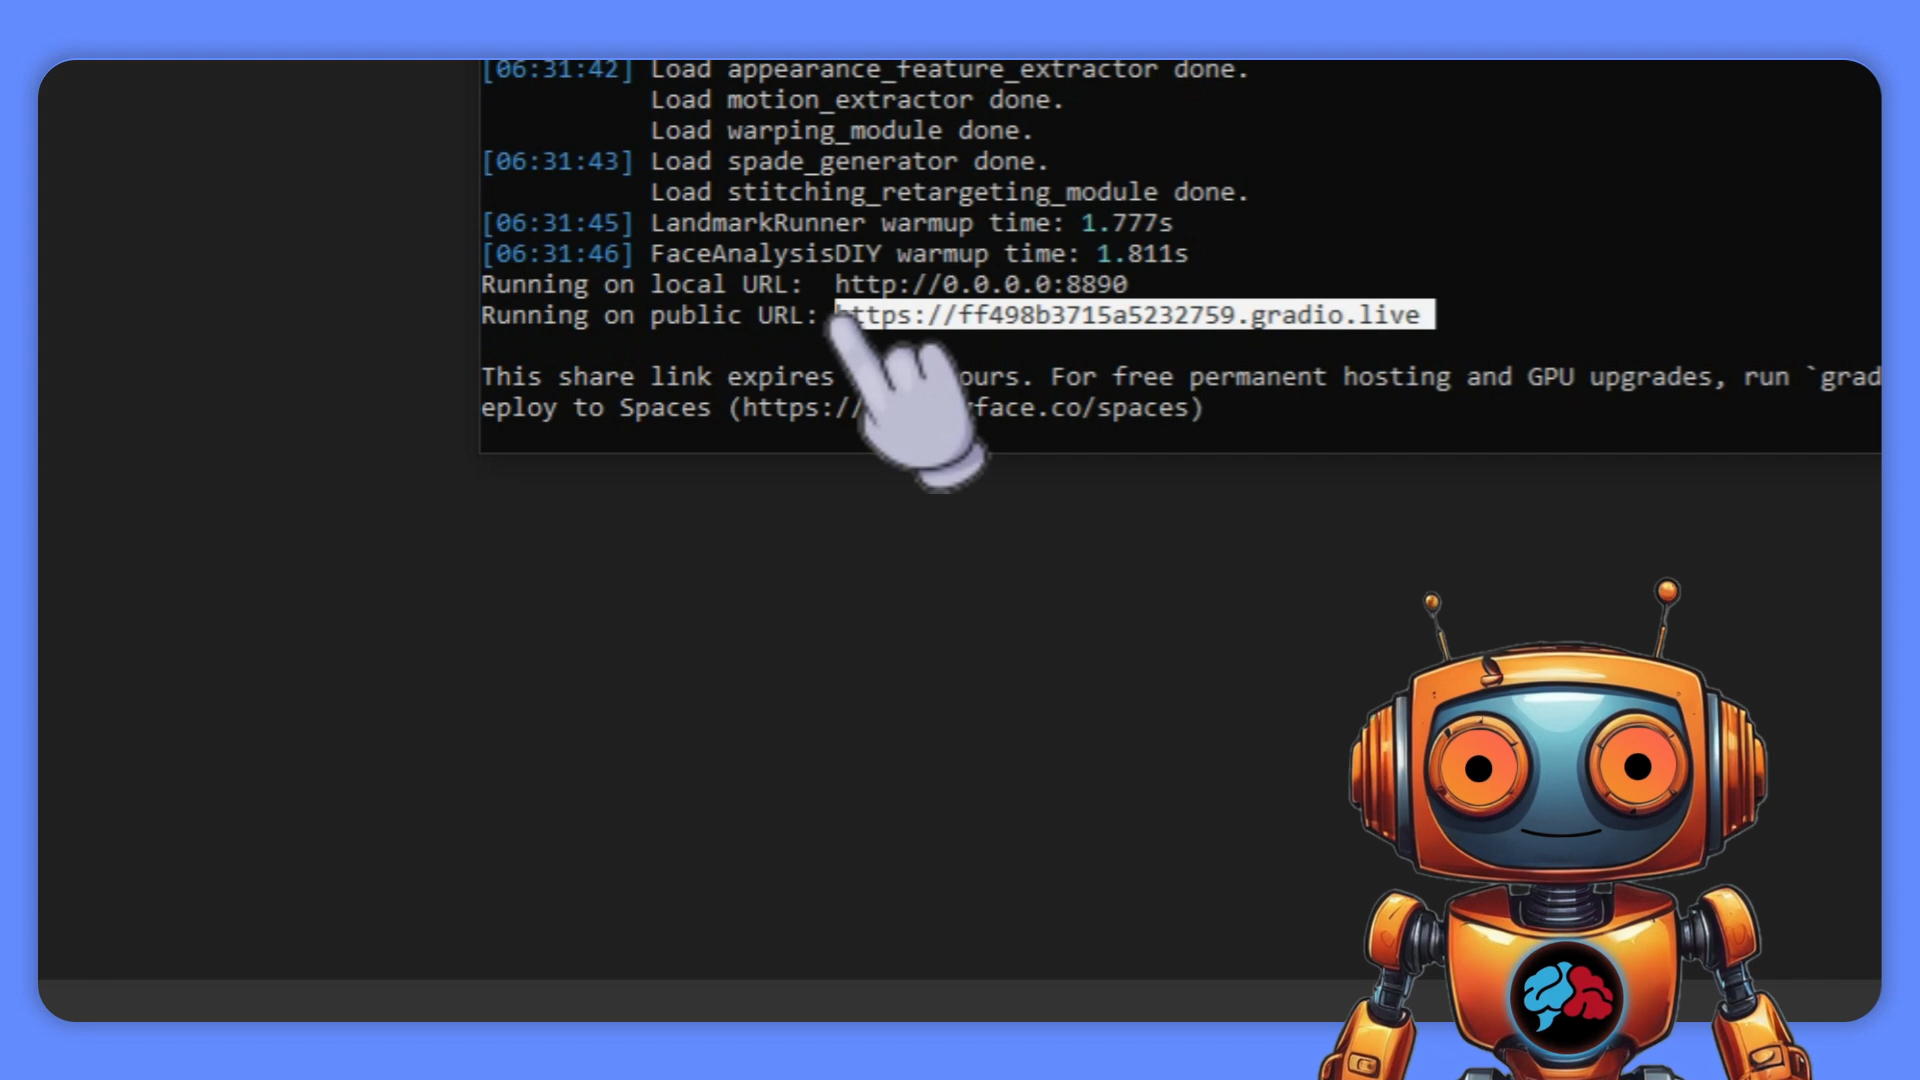 [06:31:42] Load appearance_feature_extractor done.
Load motion_extractor done.
Load warping_module done.
[06:31:43] Load spade_generator done.
Load stitching_retargeting_module done.
[06:31:45] LandmarkRunner warmup time: 1.777s
[06:31:46] FaceAnalysisDIY warmup time: 1.811s
Running on local URL: http://0.0.0.0:8890
Running on public URL: https://ff498b3715a5232759.gradio.live
This share link expires ours. For free permanent hosting and GPU upgrades, run `grad
eploy to Spaces (https:// face.co/spaces)